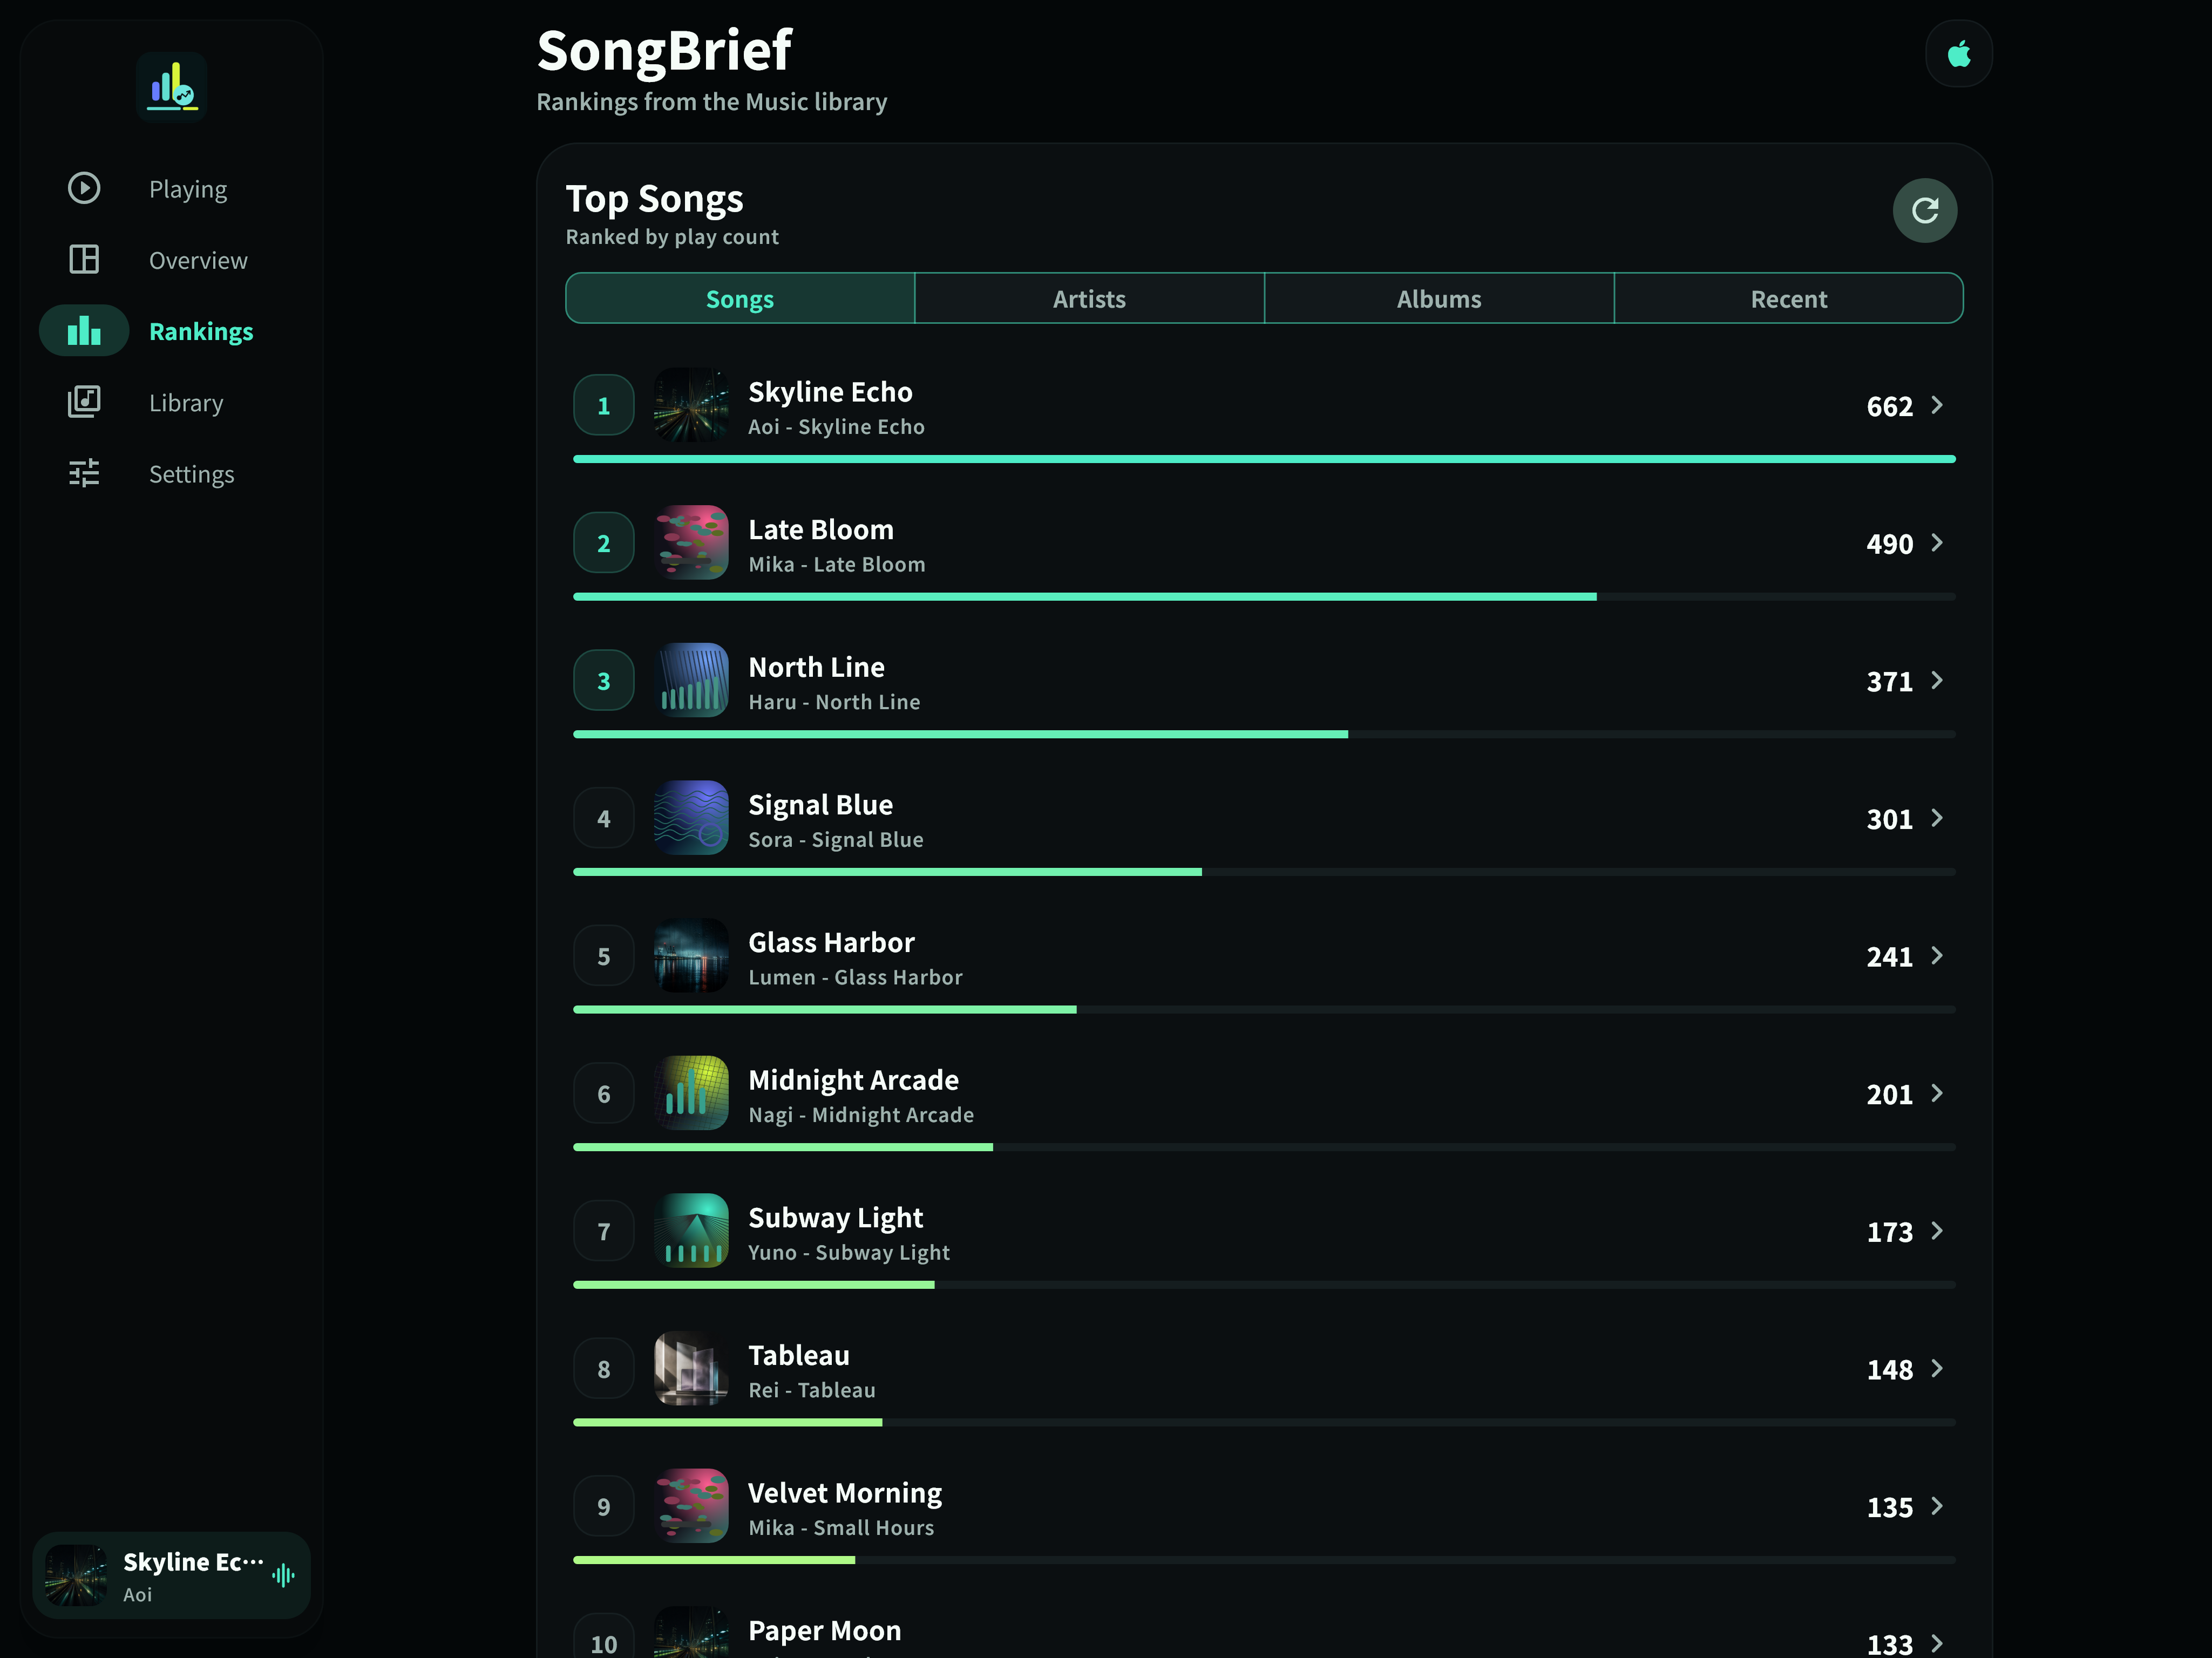 SongBrief
Rankings from the Music library
Playing
Overview
Rankings
Library
Settings
Top Songs
Ranked by play count
Songs
Artists
Albums
Recent
1
Skyline Echo
Aoi - Skyline Echo
662
2
Late Bloom
Mika - Late Bloom
490
3
North Line
Haru - North Line
371
4
Signal Blue
Sora - Signal Blue
301
5
Glass Harbor
Lumen - Glass Harbor
241
6
Midnight Arcade
Nagi - Midnight Arcade
201
7
Subway Light
Yuno - Subway Light
173
8
Tableau
Rei - Tableau
148
9
Velvet Morning
Mika - Small Hours
135
10
Paper Moon
133
Skyline Ec…
Aoi